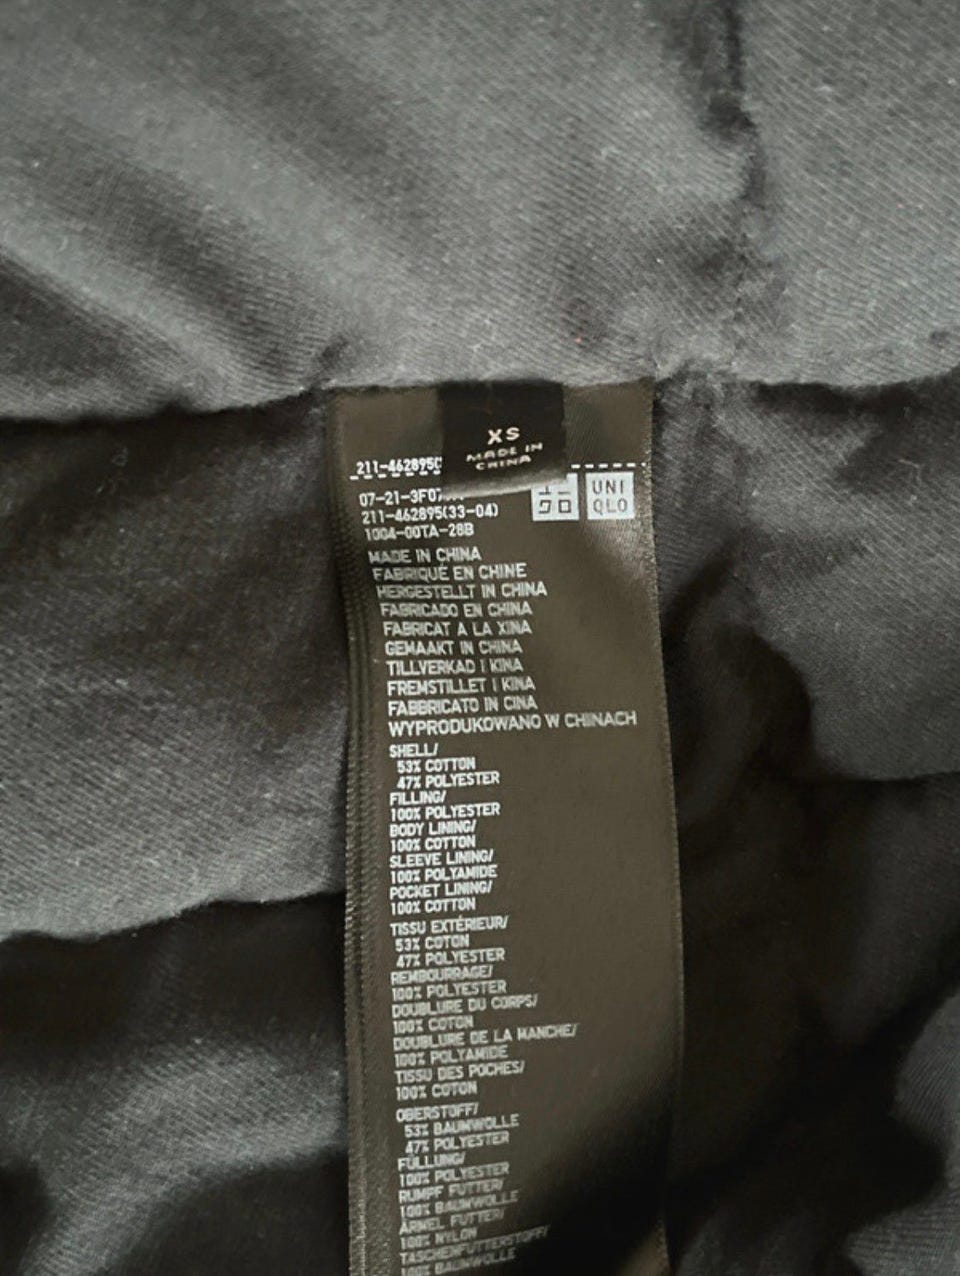 XS
MADE IN
CHINA
211-462895
UNI
QLO
211-462895(33-04)
1004-00TA-28B
MADE IN CHINA
FABRIQUÉ EN CHINE
HERGESTELLT IN CHINA
FABRICADO EN CHINA
FABRICAT A LA XINA
GEMAAKT IN CHINA
TILLVERKAD I KINA
FREMSTILLET I KINA
FABBRICATO IN CINA
WYPRODUKOWANO W CHINACH
SHELL/
53% COTTON
47% POLYESTER
FILLING/
100% POLYESTER
BODY LINING/
100% COTTON
SLEEVE LINING/
100% POLYAMIDE
POCKET LINING/
100% COTTON
TISSU EXTÉRIEUR/
53% COTON
47% POLYESTER
REMBOURRAGE/
100% POLYESTER
DOUBLURE DU CORPS/
100% COTON
DOUBLURE DE LA MANCHE/
100% POLYAMIDE
TISSU DES POCHES/
100% COTON
OBERSTOFF/
53% BAUMWOLLE
47% POLYESTER
FÜLLUNG/
100% POLYESTER
RUMPF FUTTER/
100% BAUMWOLLE
ÄRMEL FUTTER/
100% NYLON
TASCHENFUTTERSTOFF/
100% BAUMWOLLE